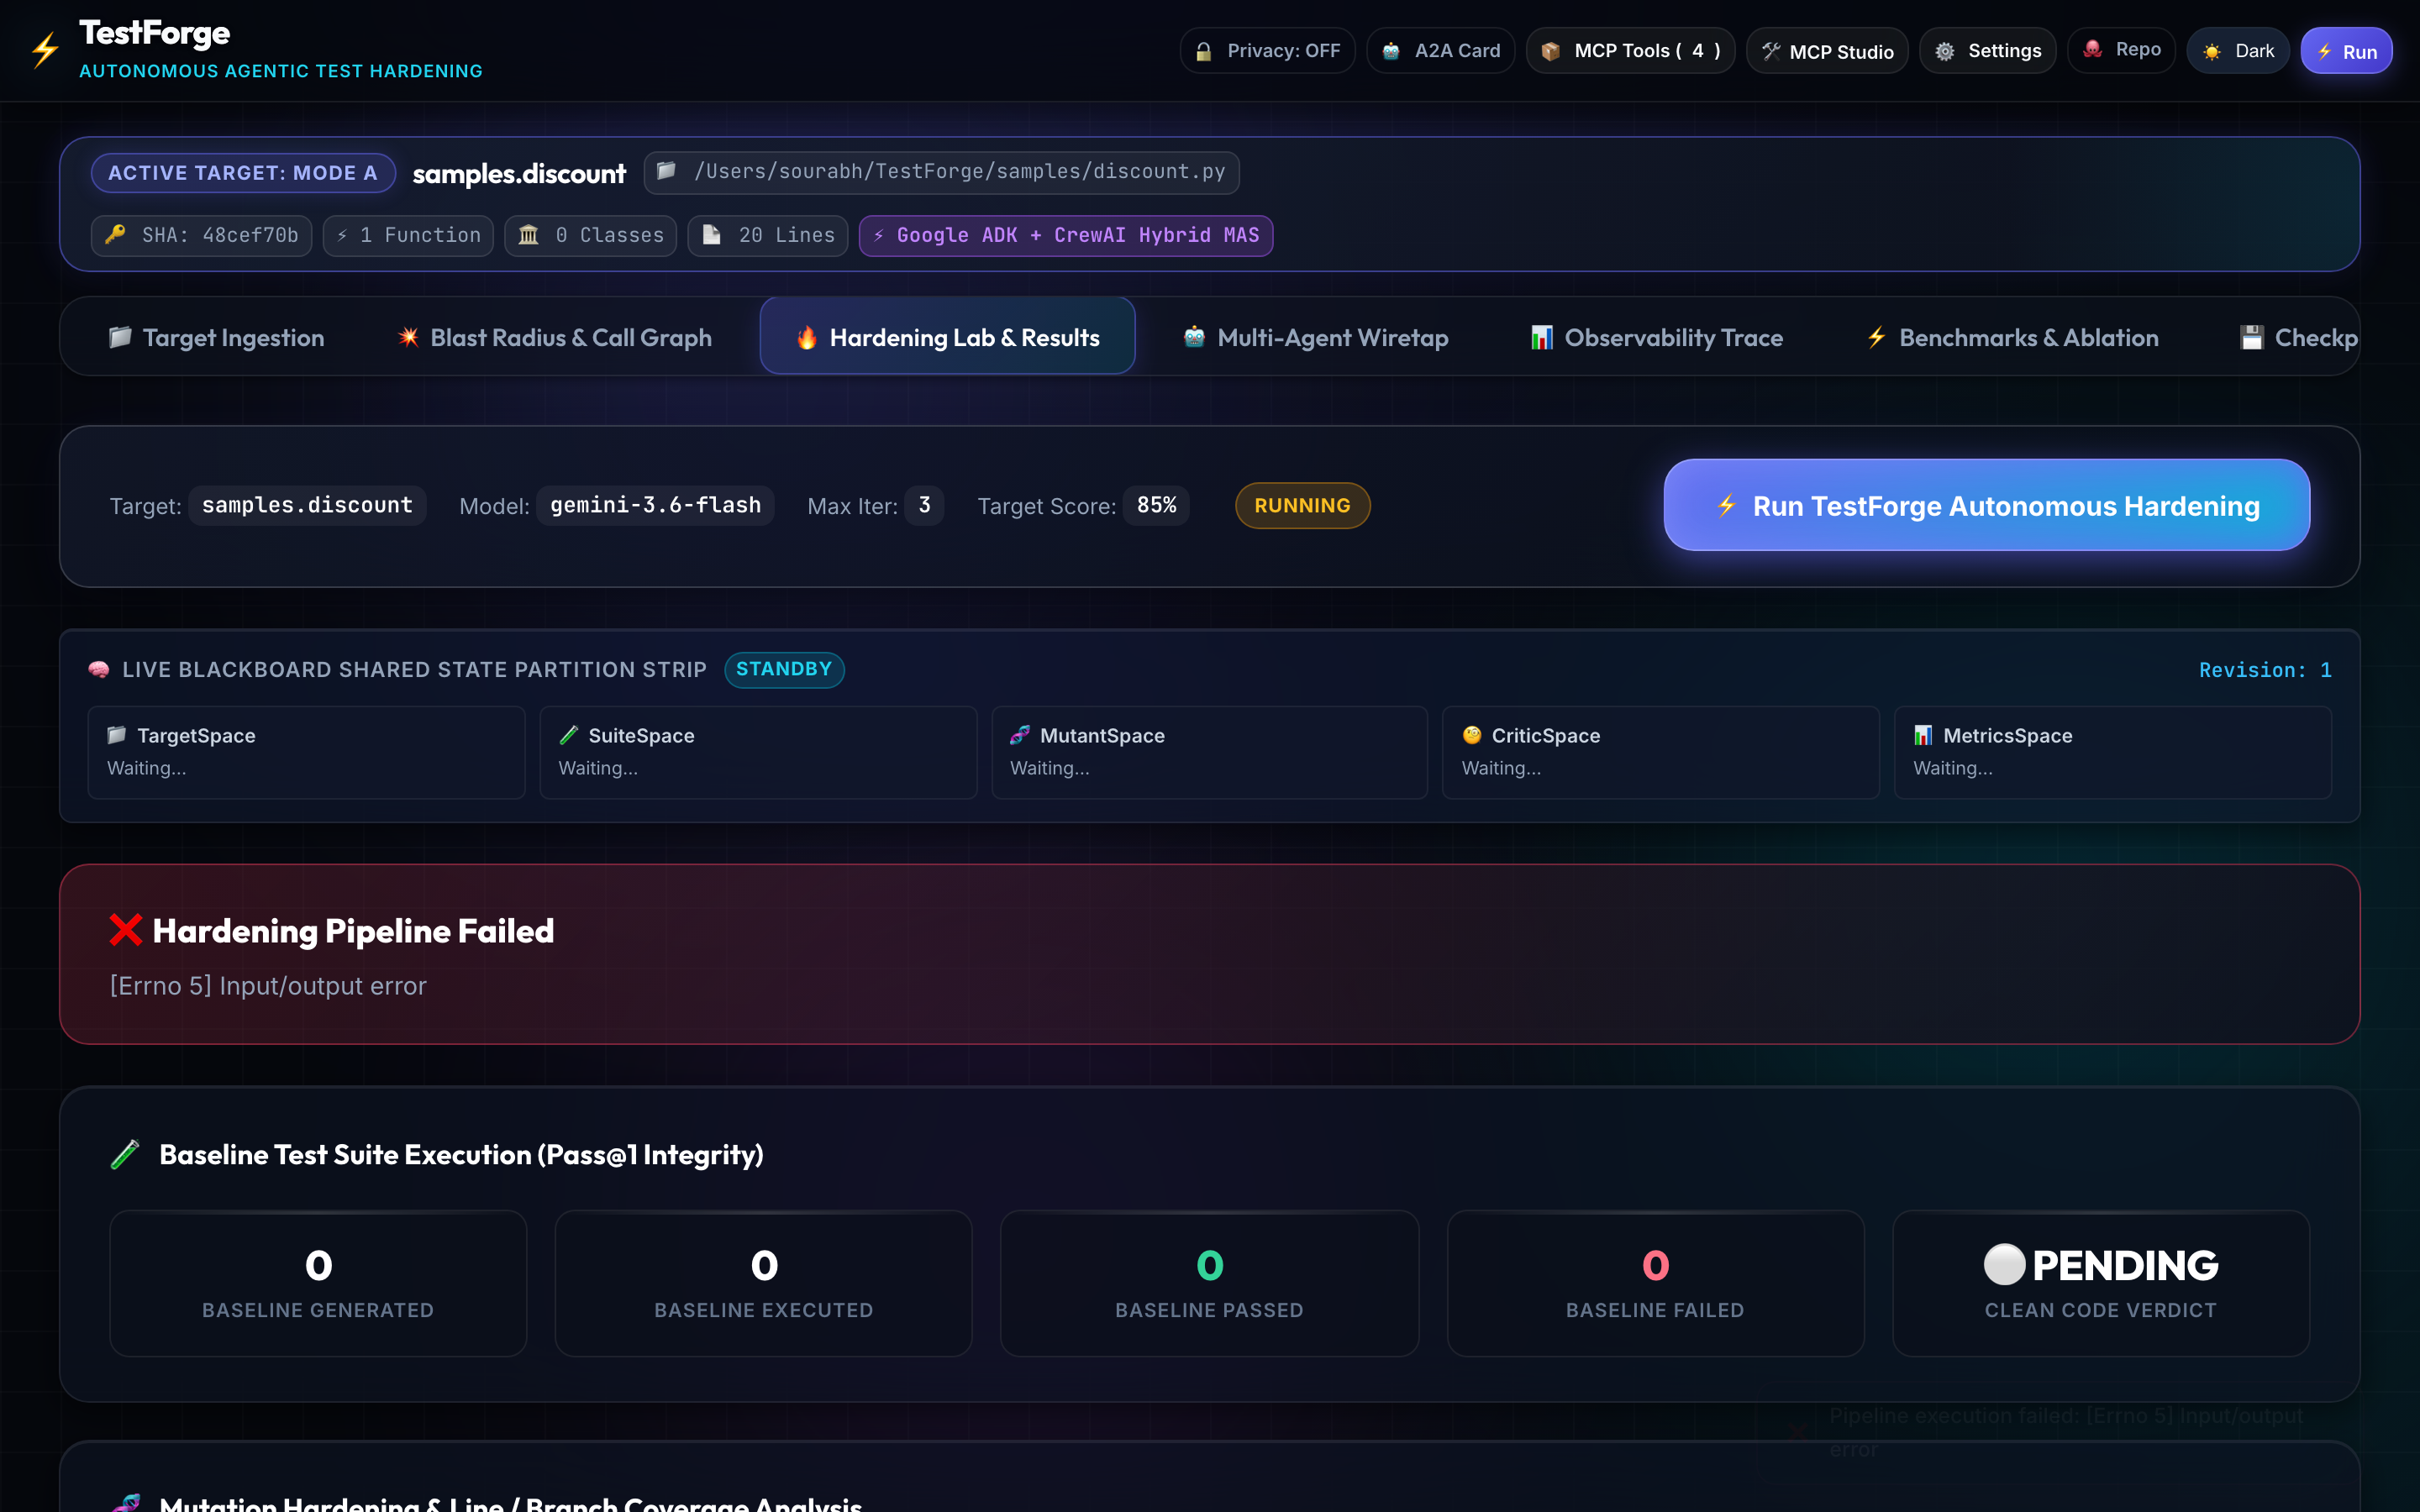 TestForge
AUTONOMOUS AGENTIC TEST HARDENING
Privacy: OFF
A2A Card
MCP Tools ( 4 )
MCP Studio
Settings
Repo
Dark
Run
ACTIVE TARGET: MODE A
samples.discount
/Users/sourabh/TestForge/samples/discount.py
SHA: 48cef70b
1 Function
0 Classes
20 Lines
Google ADK + CrewAI Hybrid MAS
Target Ingestion
Blast Radius & Call Graph
Hardening Lab & Results
Multi-Agent Wiretap
Observability Trace
Benchmarks & Ablation
Checkp
Target: samples.discount
Model: gemini-3.6-flash
Max Iter: 3
Target Score: 85%
RUNNING
Run TestForge Autonomous Hardening
LIVE BLACKBOARD SHARED STATE PARTITION STRIP
STANDBY
Revision: 1
TargetSpace
Waiting...
SuiteSpace
Waiting...
MutantSpace
Waiting...
CriticSpace
Waiting...
MetricsSpace
Waiting...
Hardening Pipeline Failed
[Errno 5] Input/output error
Baseline Test Suite Execution (Pass@1 Integrity)
0
BASELINE GENERATED
0
BASELINE EXECUTED
0
BASELINE PASSED
0
BASELINE FAILED
PENDING
CLEAN CODE VERDICT
Pipeline execution failed: [Errno 5] Input/output
error
Mutation Hardening & Line / Branch Coverage Analysis